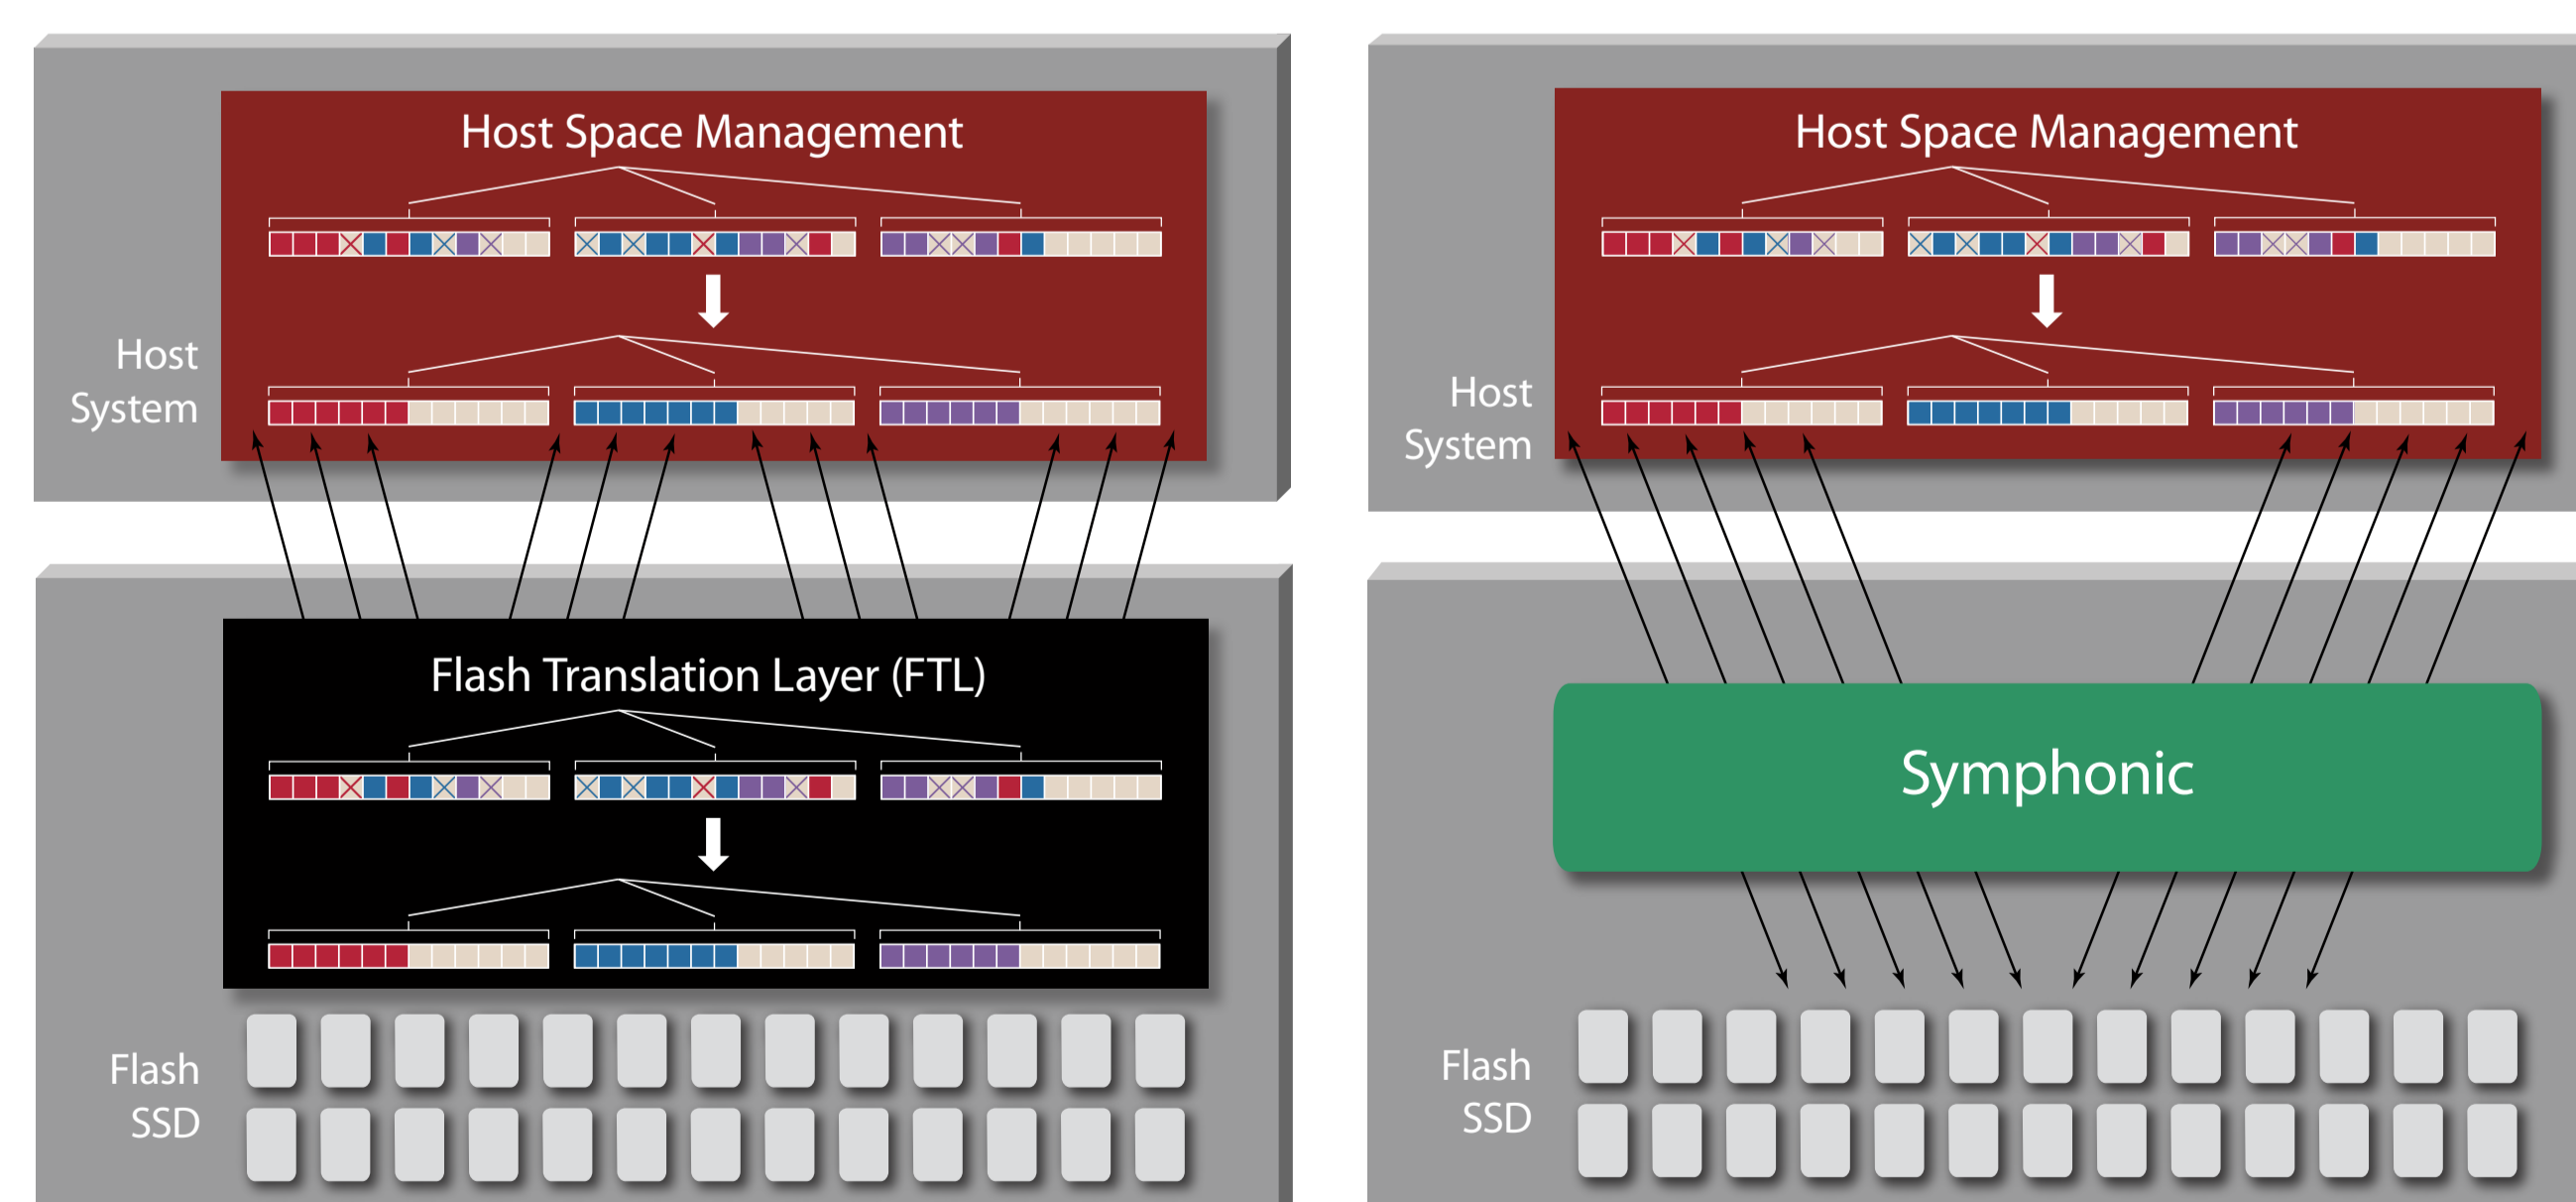 Host Space Management
Host
System
Flash Translation Layer (FTL)
Flash
SSD
Host Space Management
Host
System
Symphonic
Flash
SSD